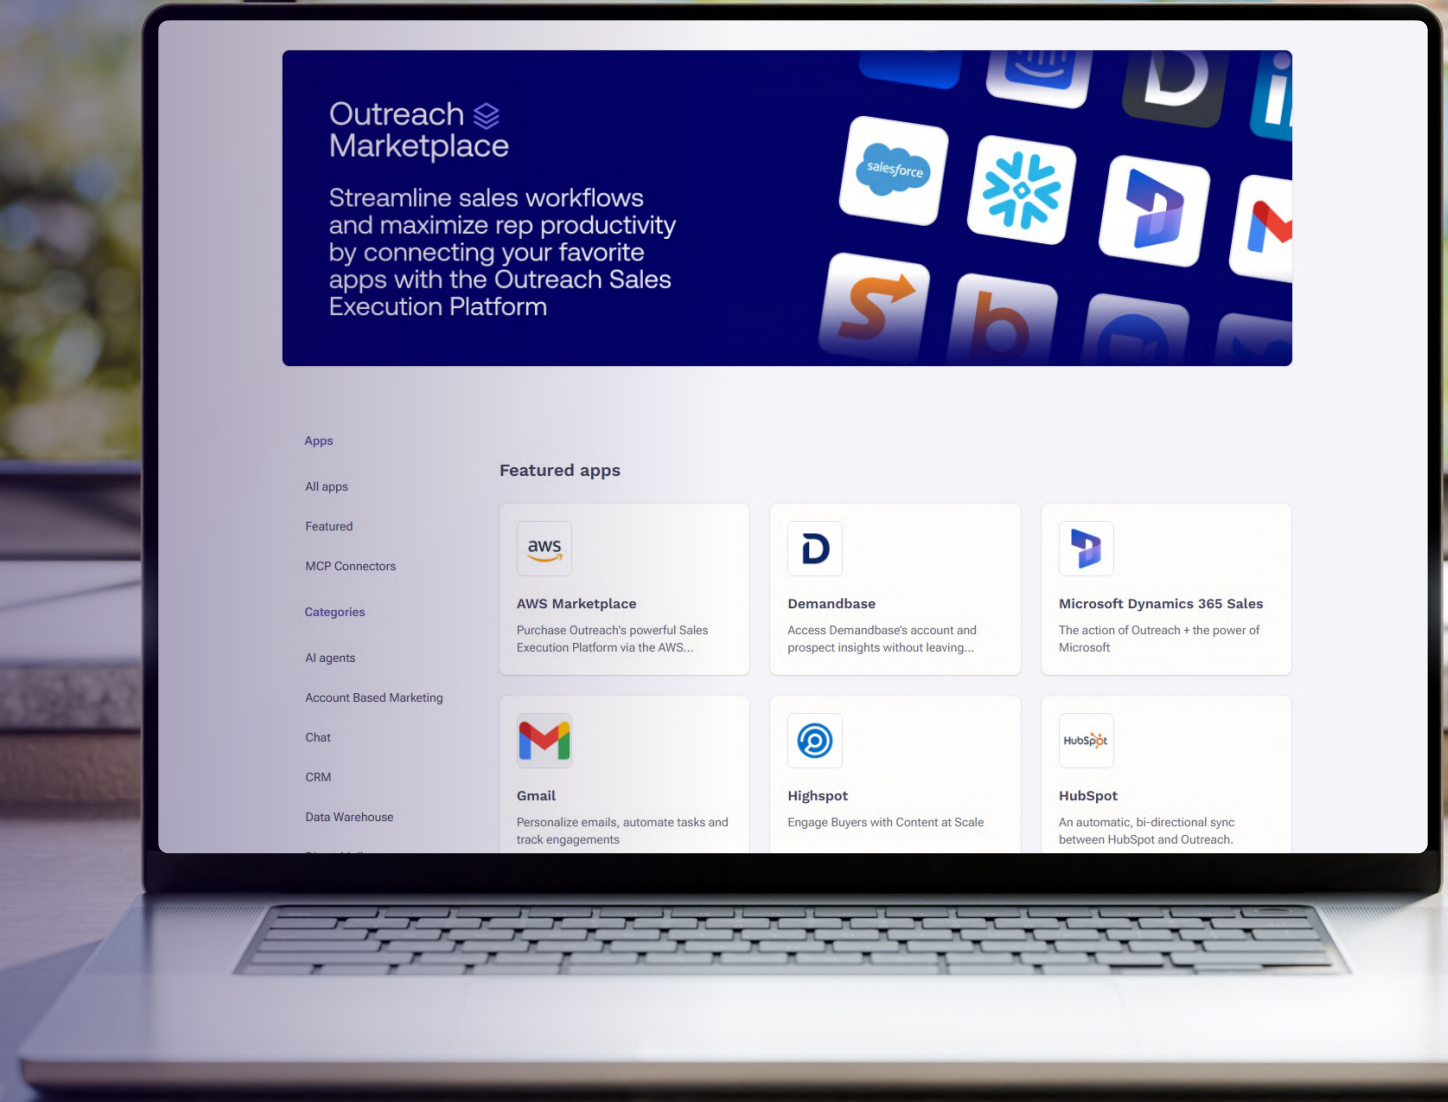 Outreach
Marketplace
Streamline sales workflows
and maximize rep productivity
by connecting your favorite
apps with the Outreach Sales
Execution Platform
salesforce
Apps
All apps
Featured
MCP Connectors
Categories
AI agents
Account Based Marketing
Chat
CRM
Data Warehouse
Featured apps
aws
AWS Marketplace
Purchase Outreach's powerful Sales
Execution Platform via the AWS...
Demandbase
Access Demandbase's account and
prospect insights without leaving...
Microsoft Dynamics 365 Sales
The action of Outreach + the power of
Microsoft
Gmail
Personalize emails, automate tasks and
track engagements
Highspot
Engage Buyers with Content at Scale
HubSpot
HubSpot
An automatic, bi-directional sync
between HubSpot and Outreach.